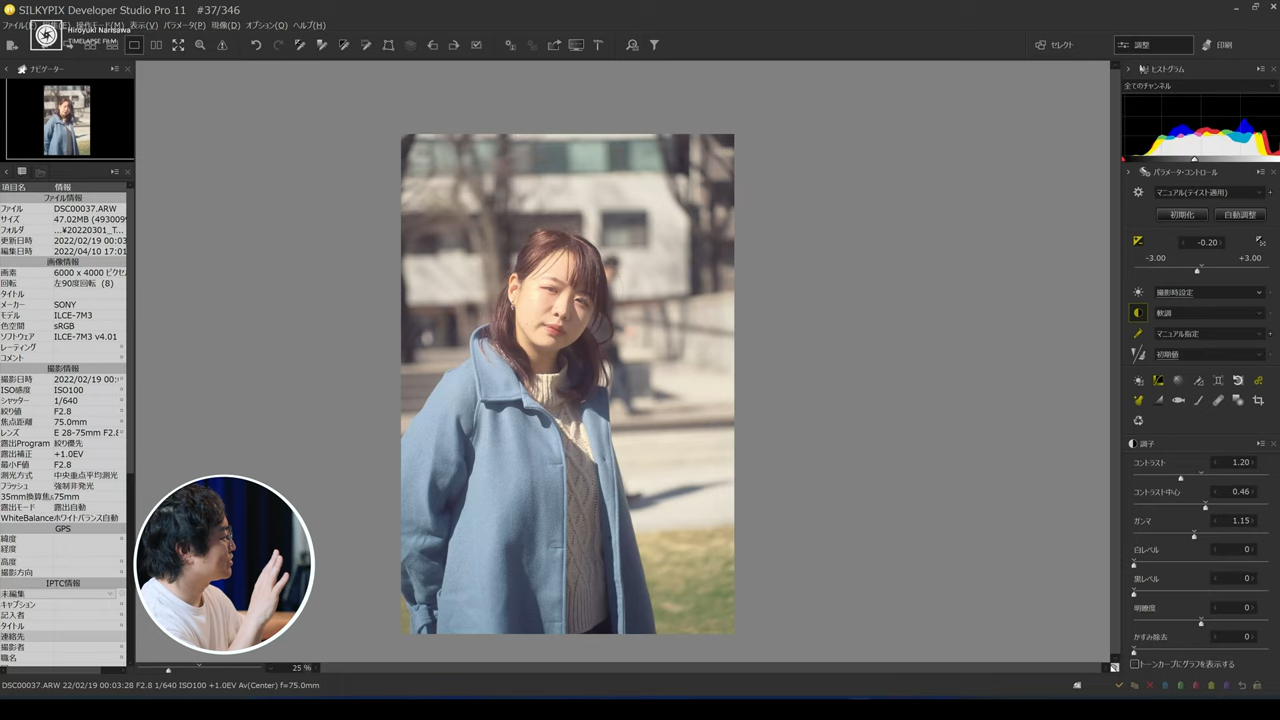 SILKYPIX Developer Studio Pro 11 #37/346
ファイル(F) 編集(E) 操作モード(M) 表示(V) パラメータ(P) 現像(D) オプション(O) ヘルプ(H)
Hiroyuki Narisawa
TIMELAPSE FILM
セレクト
調整
印刷
ナビゲーター
項目名 情報
ファイル情報
ファイル DSC00037.ARW
サイズ 47.02MB (4930099
フォルダ ...¥20220301_T...
更新日時 2022/02/19 00:03
編集日時 2022/04/10 17:01
画像情報
画素 6000 x 4000 ピクセル
回転 左90度回転 (8)
タイトル
メーカー SONY
モデル ILCE-7M3
色空間 sRGB
ソフトウェア ILCE-7M3 v4.01
レーティング
コメント
撮影情報
撮影日時 2022/02/19 00:03:
ISO感度 ISO100
シャッター 1/640
絞り値 F2.8
焦点距離 75.0mm
レンズ E 28-75mm F2.8
露出Program 絞り優先
露出補正 +1.0EV
最小F値 F2.8
測光方式 中央重点平均測光
フラッシュ 強制非発光
35mm換算焦 75mm
露出モード 露出自動
WhiteBalance ホワイトバランス自動
GPS
緯度
経度
高度
撮影方向
IPTC情報
未編集
キャプション
記入者
タイトル
連絡先
撮影者
職名
25 %
DSC00037.ARW 22/02/19 00:03:28 F2.8 1/640 ISO100 +1.0EV Av(Center) f=75.0mm
ヒストグラム
全てのチャンネル
パラメータ・コントロール
マニュアル(テイスト適用)
初期化 自動調整
-0.20
-3.00 +3.00
撮影時設定
軟調
マニュアル指定
初期値
調子
コントラスト 1.20
コントラスト中心 0.46
ガンマ 1.15
白レベル 0
黒レベル 0
明瞭度 0
かすみ除去 0
トーンカーブにグラフを表示する